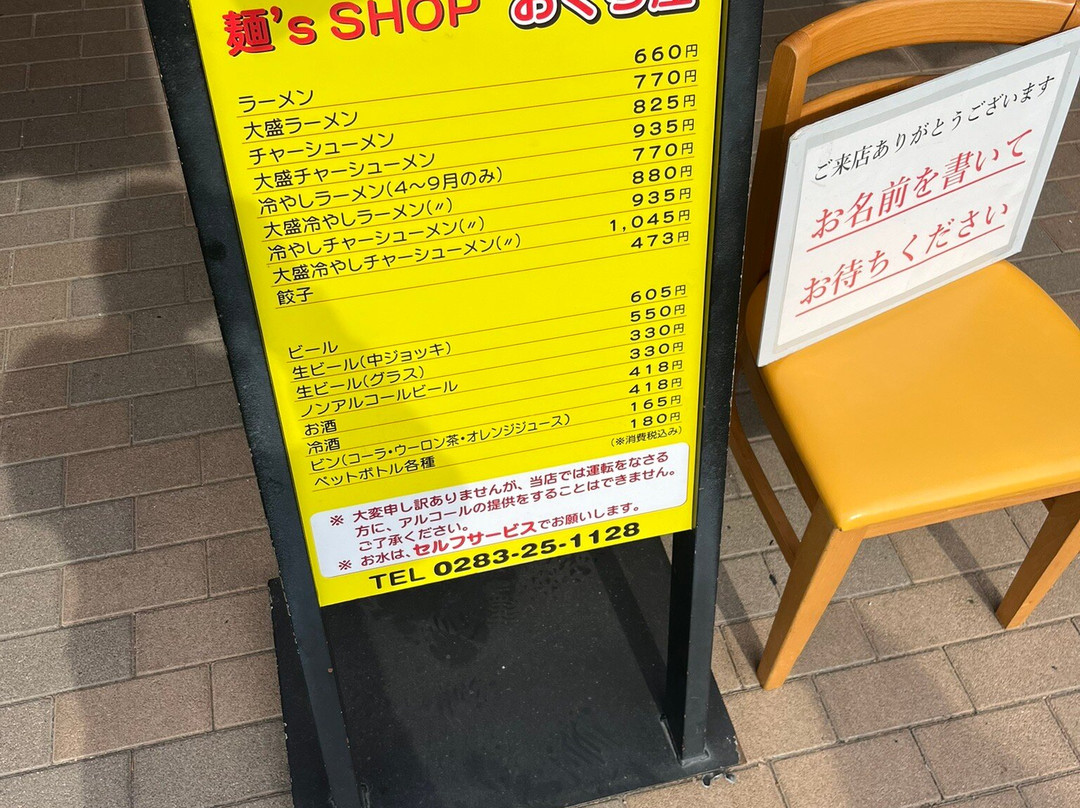 麺's SHOP おぐら屋
ラーメン 660円
大盛ラーメン 770円
チャーシューメン 825円
大盛チャーシューメン 935円
冷やしラーメン(4〜9月のみ) 770円
大盛冷やしラーメン(〃) 880円
冷やしチャーシューメン(〃) 935円
大盛冷やしチャーシューメン(〃) 1,045円
餃子 473円
ビール 605円
生ビール(中ジョッキ) 550円
生ビール(グラス) 330円
ノンアルコールビール 330円
お酒 418円
冷酒 418円
ビン(コーラ・ウーロン茶・オレンジジュース) 165円
ペットボトル各種 180円
(※消費税込み)
※ 大変申し訳ありませんが、当店では運転をなさる
方に、アルコールの提供をすることはできません。
ご了承ください。
※ お水は、セルフサービスでお願いします。
TEL 0283-25-1128
ご来店ありがとうございます
お名前を書いて
お待ちください